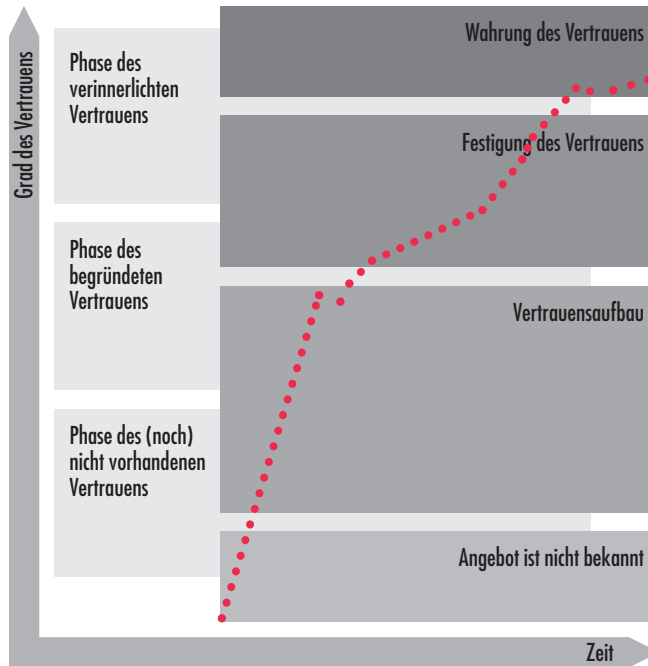 Grad des Vertrauens
Phase des
verinnerlichten
Vertrauens
Wahrung des Vertrauens
Festigung des Vertrauens
Phase des
begründeten
Vertrauens
Vertrauensaufbau
Phase des (noch)
nicht vorhandenen
Vertrauens
Angebot ist nicht bekannt
Zeit